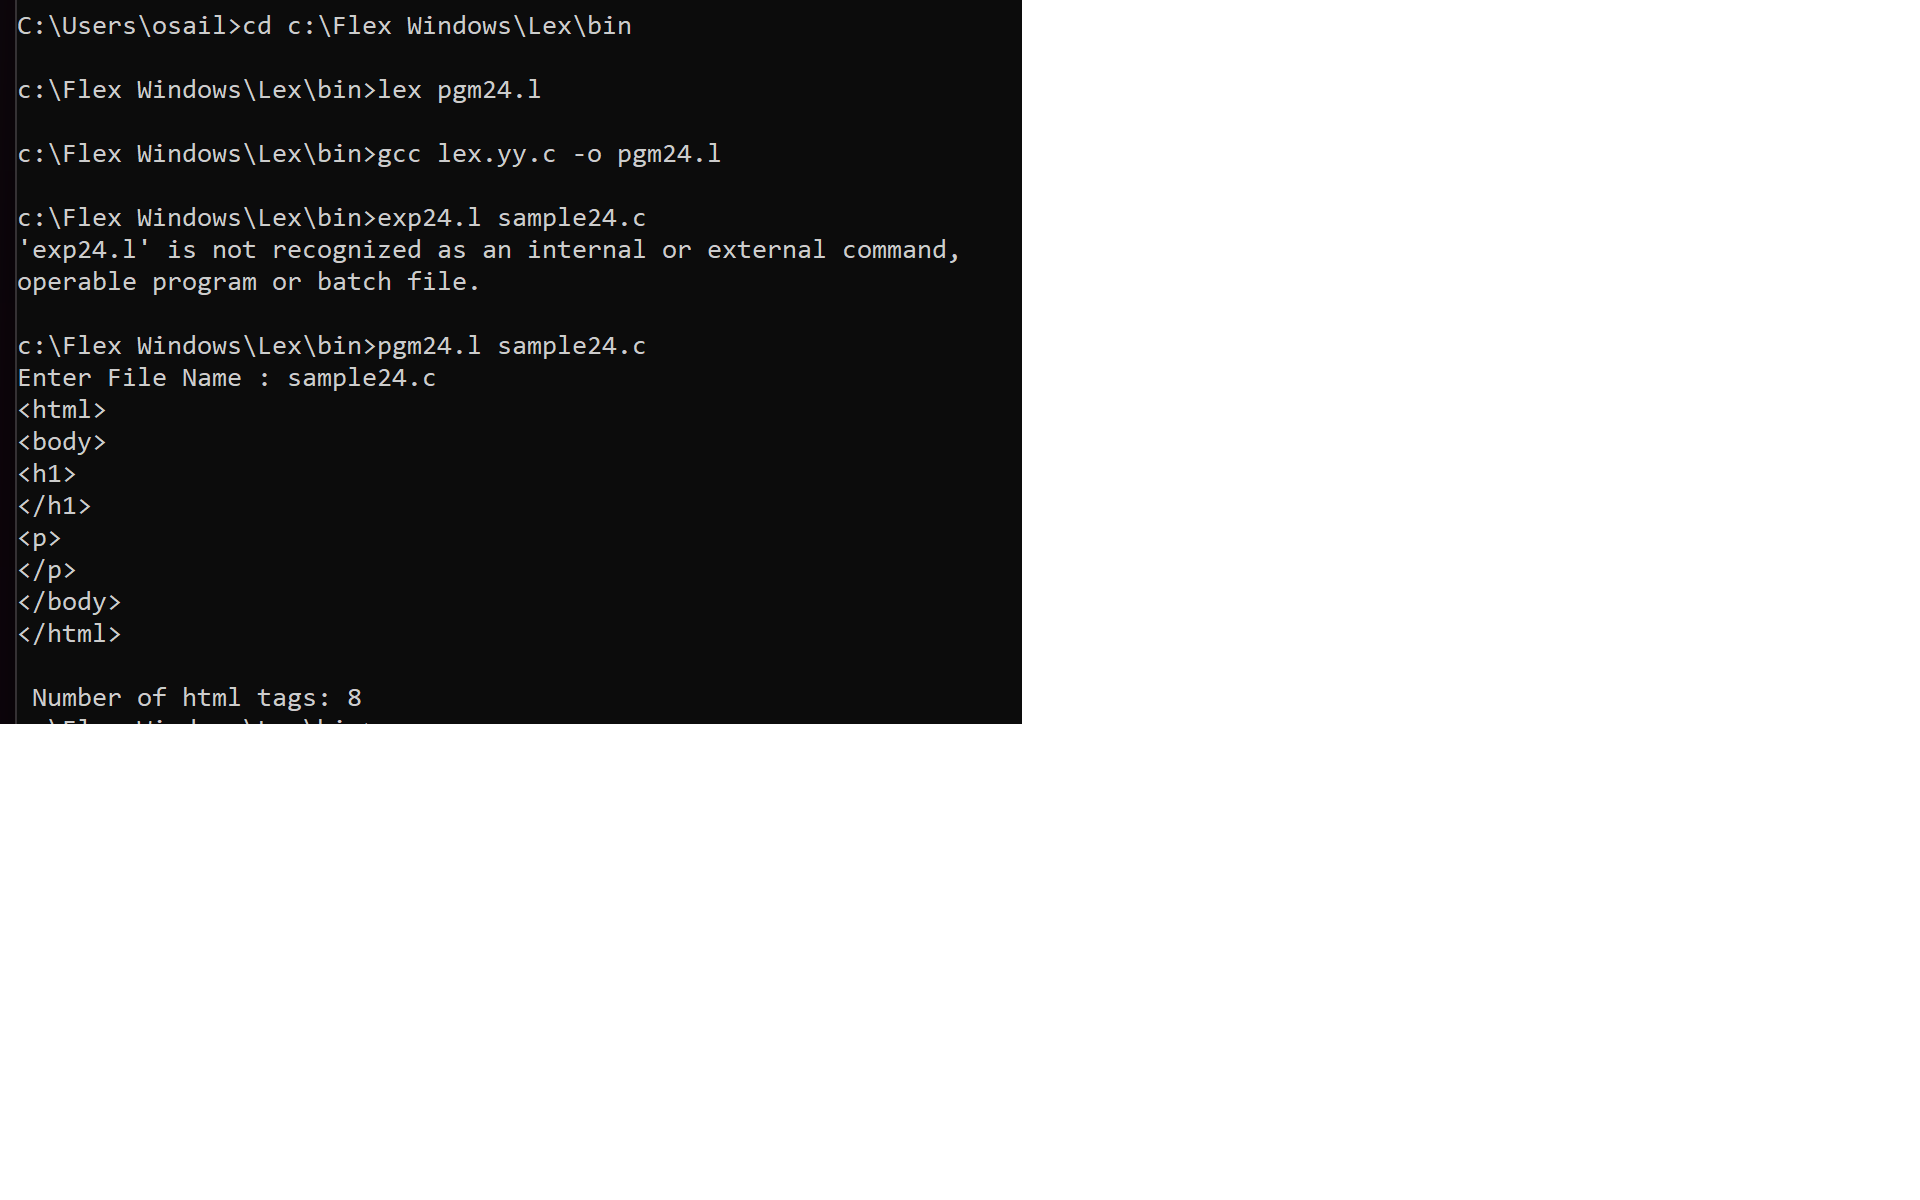 C:\Users\osail>cd c:\Flex Windows\Lex\bin
c:\Flex Windows\Lex\bin>lex pgm24.l
c:\Flex Windows\Lex\bin>gcc lex.yy.c -o pgm24.l
c:\Flex Windows\Lex\bin>exp24.l sample24.c
'exp24.l' is not recognized as an internal or external command,
operable program or batch file.
c:\Flex Windows\Lex\bin>pgm24.l sample24.c
Enter File Name : sample24.c
<html>
<body>
<h1>
</h1>
<p>
</p>
</body>
</html>
Number of html tags: 8